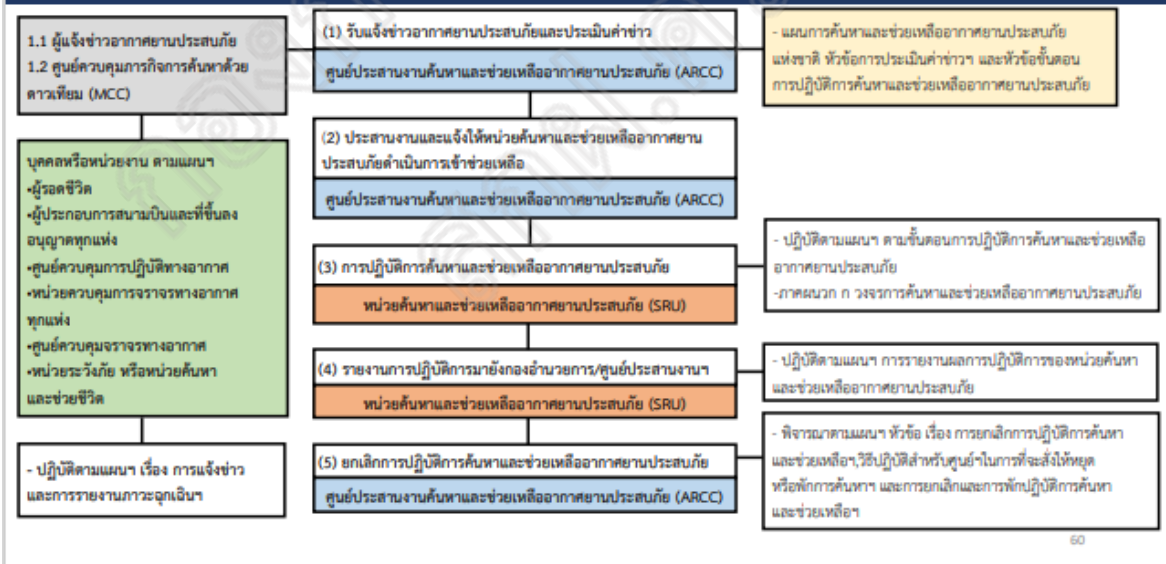 1.1 ผู้แจ้งข่าวอากาศยานประสบภัย
1.2 ศูนย์ควบคุมภารกิจการค้นหาด้วย
ดาวเทียม (MCC)
บุคคลหรือหน่วยงาน ตามแผนฯ
•ผู้รอดชีวิต
•ผู้ประกอบการสนามบินและที่ขึ้นลง
อนุญาตทุกแห่ง
•ศูนย์ควบคุมการปฏิบัติทางอากาศ
•หน่วยควบคุมการจราจรทางอากาศ
ทุกแห่ง
•ศูนย์ควบคุมจราจรทางอากาศ
•หน่วยระวังภัย หรือหน่วยค้นหา
และช่วยชีวิต
- ปฏิบัติตามแผนฯ เรื่อง การแจ้งข่าว
และการรายงานภาวะฉุกเฉินฯ
(1) รับแจ้งข่าวอากาศยานประสบภัยและประเมินค่าข่าว
ศูนย์ประสานงานค้นหาและช่วยเหลืออากาศยานประสบภัย (ARCC)
(2) ประสานงานและแจ้งให้หน่วยค้นหาและช่วยเหลืออากาศยาน
ประสบภัยดำเนินการเข้าช่วยเหลือ
ศูนย์ประสานงานค้นหาและช่วยเหลืออากาศยานประสบภัย (ARCC)
(3) การปฏิบัติการค้นหาและช่วยเหลืออากาศยานประสบภัย
หน่วยค้นหาและช่วยเหลืออากาศยานประสบภัย (SRU)
(4) รายงานการปฏิบัติการมายังกองอำนวยการ/ศูนย์ประสานงานฯ
หน่วยค้นหาและช่วยเหลืออากาศยานประสบภัย (SRU)
(5) ยกเลิกการปฏิบัติการค้นหาและช่วยเหลืออากาศยานประสบภัย
ศูนย์ประสานงานค้นหาและช่วยเหลืออากาศยานประสบภัย (ARCC)
- แผนการค้นหาและช่วยเหลืออากาศยานประสบภัย
แห่งชาติ หัวข้อการประเมินค่าข่าวฯ และหัวข้อขั้นตอน
การปฏิบัติการค้นหาและช่วยเหลืออากาศยานประสบภัย
- ปฏิบัติตามแผนฯ ตามขั้นตอนการปฏิบัติการค้นหาและช่วยเหลือ
อากาศยานประสบภัย
-ภาคผนวก ก วงจรการค้นหาและช่วยเหลืออากาศยานประสบภัย
- ปฏิบัติตามแผนฯ การรายงานผลการปฏิบัติการของหน่วยค้นหา
และช่วยเหลืออากาศยานประสบภัย
- พิจารณาตามแผนฯ หัวข้อ เรื่อง การยกเลิกการปฏิบัติการค้นหา
และช่วยเหลือฯ,วิธีปฏิบัติสำหรับศูนย์ฯในการที่จะสั่งให้หยุด
หรือพักการค้นหาฯ และการยกเลิกและการพักปฏิบัติการค้นหา
และช่วยเหลือฯ
60